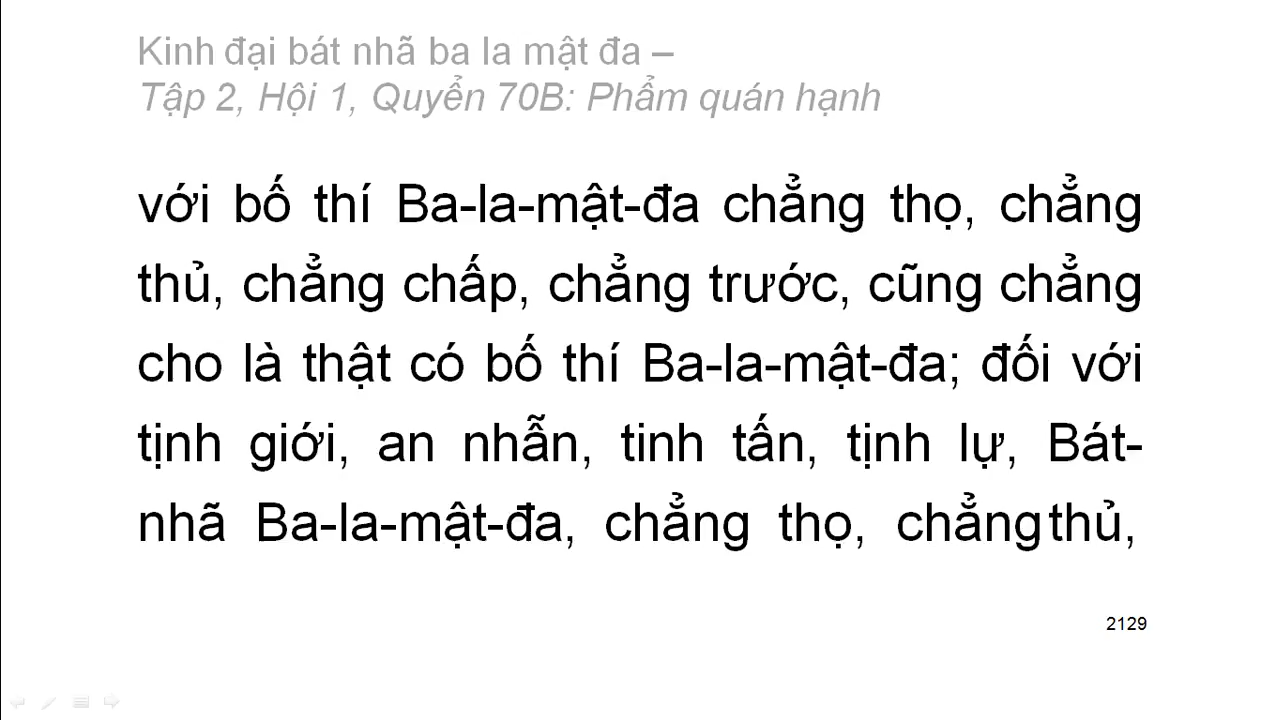 Kinh đại bát nhã ba la mật đa –
Tập 2, Hội 1, Quyển 70B: Phẩm quán hạnh
với bố thí Ba-la-mật-đa chẳng thọ, chẳng
thủ, chẳng chấp, chẳng trước, cũng chẳng
cho là thật có bố thí Ba-la-mật-đa; đối với
tịnh giới, an nhẫn, tinh tấn, tịnh lự, Bát-
nhã Ba-la-mật-đa, chẳng thọ, chẳng thủ,
2129